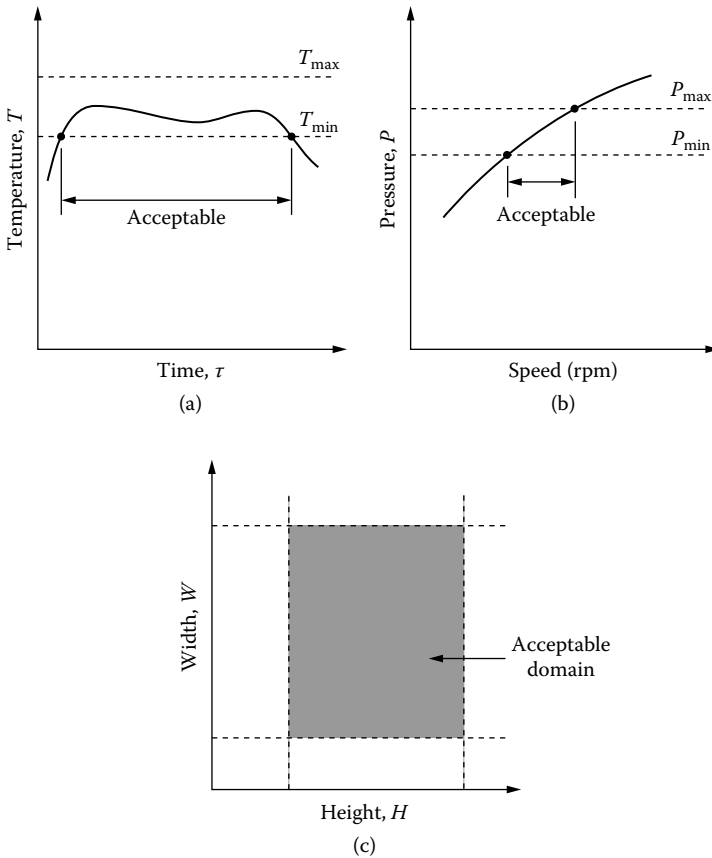 T_max
T_min
Temperature, T
Acceptable
Time, τ
(a)
P_max
P_min
Pressure, P
Acceptable
Speed (rpm)
(b)
Width, W
Acceptable
domain
Height, H
(c)